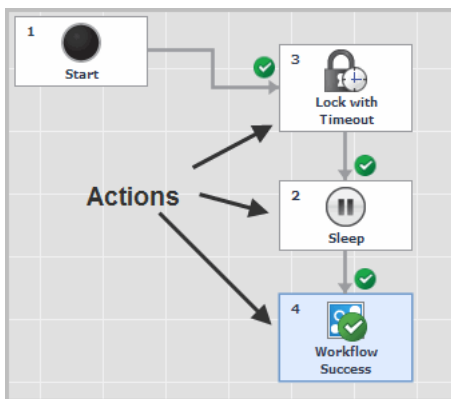 1
Start
3
Lock with
Timeout
Actions
2
Sleep
4
Workflow
Success